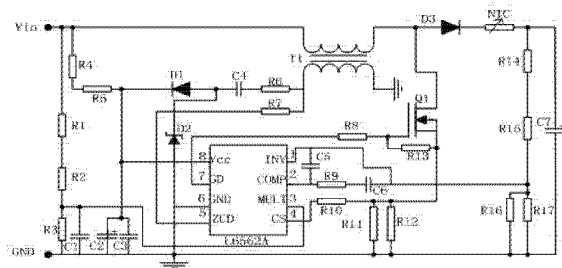 D3
NTC
Vin
T1
R4
R14
D1
C4
R6
R5
R7
Q1
D2
R8
C7
R1
R15
8 Vcc
INV 1
C5
R13
7 GD
COMP 2
R9
C6
R2
6 GND
MULT 3
R10
5 ZCD
CS 4
R16
R17
R3
C1
C2
C3
R11
R12
L6562A
GND